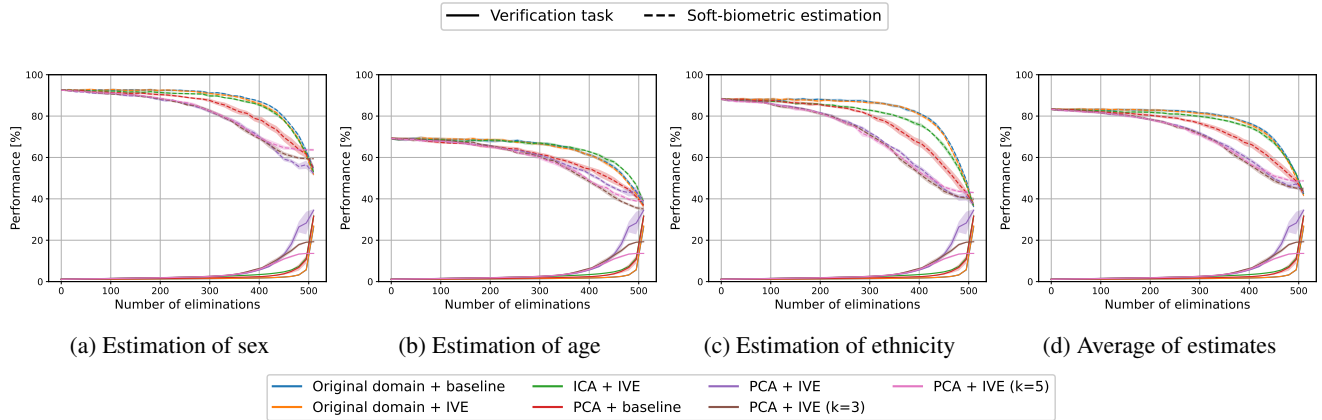 Verification task Soft-biometric estimation
100
80
60
40
20
0
Performance [%]
0 100 200 300 400 500
Number of eliminations
(a) Estimation of sex
100
80
60
40
20
0
Performance [%]
0 100 200 300 400 500
Number of eliminations
(b) Estimation of age
100
80
60
40
20
0
Performance [%]
0 100 200 300 400 500
Number of eliminations
(c) Estimation of ethnicity
100
80
60
40
20
0
Performance [%]
0 100 200 300 400 500
Number of eliminations
(d) Average of estimates
Original domain + baseline ICA + IVE PCA + IVE PCA + IVE (k=5)
Original domain + IVE PCA + baseline PCA + IVE (k=3)